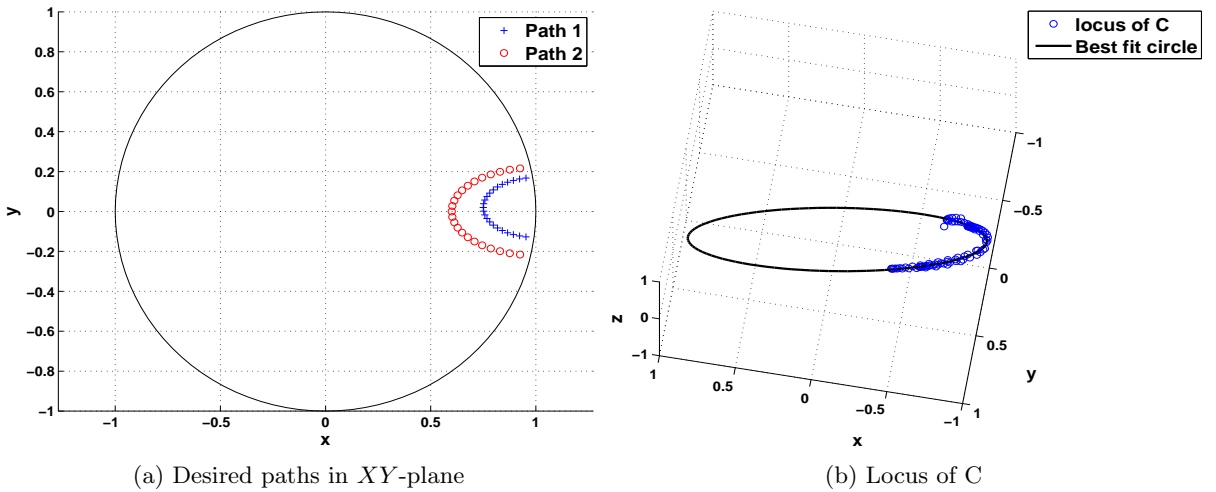 Path 1
Path 2
1
0.8
0.6
0.4
0.2
0
−0.2
−0.4
−0.6
−0.8
−1
y
−1
−0.5
0
0.5
1
x
(a) Desired paths in XY-plane
locus of C
Best fit circle
−1
−0.5
0
0.5
1
y
1
0
−1
z
1
0.5
0
−0.5
−1
x
(b) Locus of C